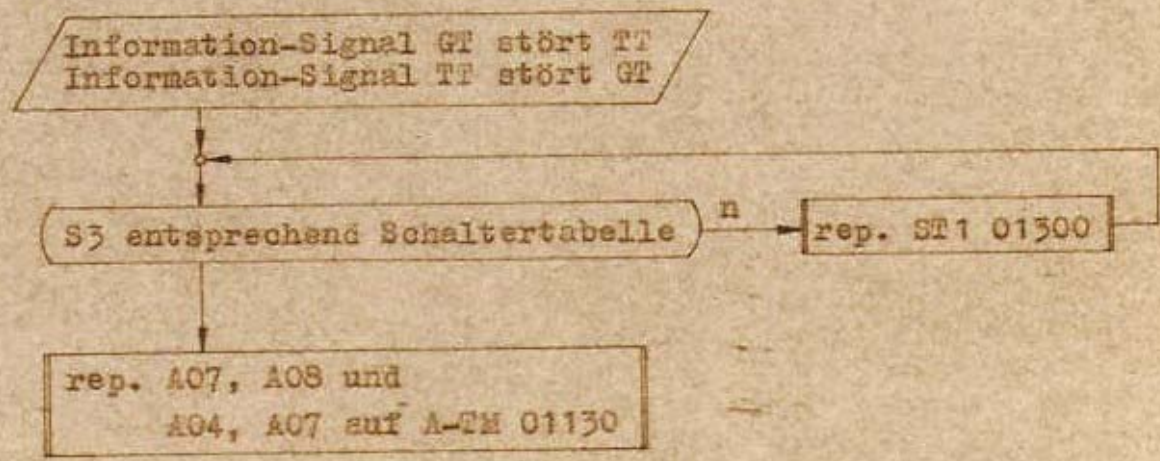 Information-Signal GT stört TT
Information-Signal TT stört GT
S3 entsprechend Schaltertabelle
n
rep. ST1 01300
rep. A07, A08 und
A04, A07 auf A-TM 01130